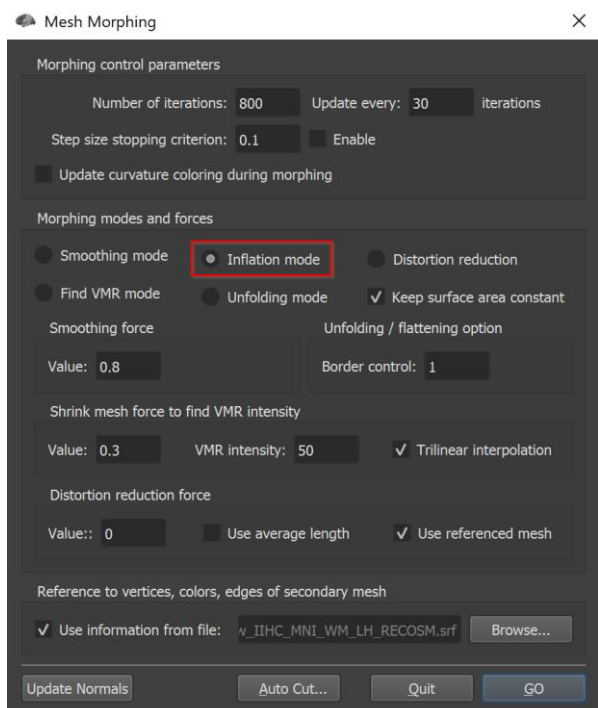 Mesh Morphing
Morphing control parameters
Number of iterations: 800 Update every: 30 iterations
Step size stopping criterion: 0.1 Enable
Update curvature coloring during morphing
Morphing modes and forces
Smoothing mode Inflation mode Distortion reduction
Find VMR mode Unfolding mode Keep surface area constant
Smoothing force Unfolding / flattening option
Value: 0.8 Border control: 1
Shrink mesh force to find VMR intensity
Value: 0.3 VMR intensity: 50 Trilinear interpolation
Distortion reduction force
Value:: 0 Use average length Use referenced mesh
Reference to vertices, colors, edges of secondary mesh
Use information from file: _IIHC_MNI_WM_LH_RECOSM.srf Browse...
Update Normals Auto Cut... Quit GO